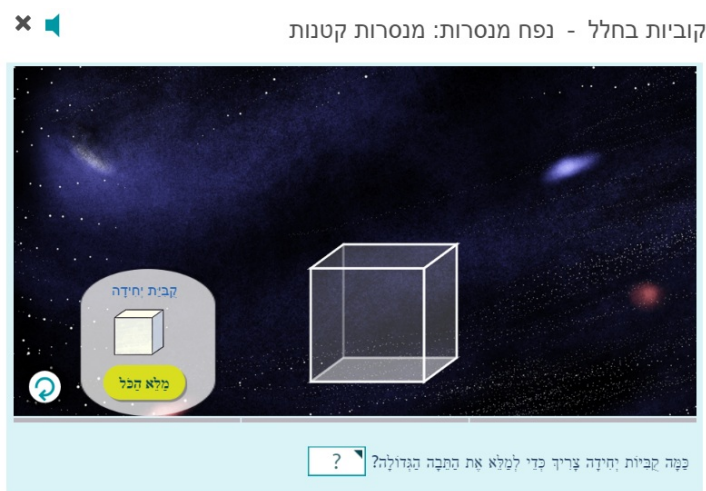 קוביות בחלל - נפח מנסרות: מנסרות קטנות
קֻבִּיַּת יְחִידָה
מַלֵּא הַכֹּל
כַּמָּה קֻבִּיּוֹת יְחִידָה צָרִיךְ כְּדֵי לְמַלֵּא אֶת הַתֵּבָה הַגְּדוֹלָה? ?